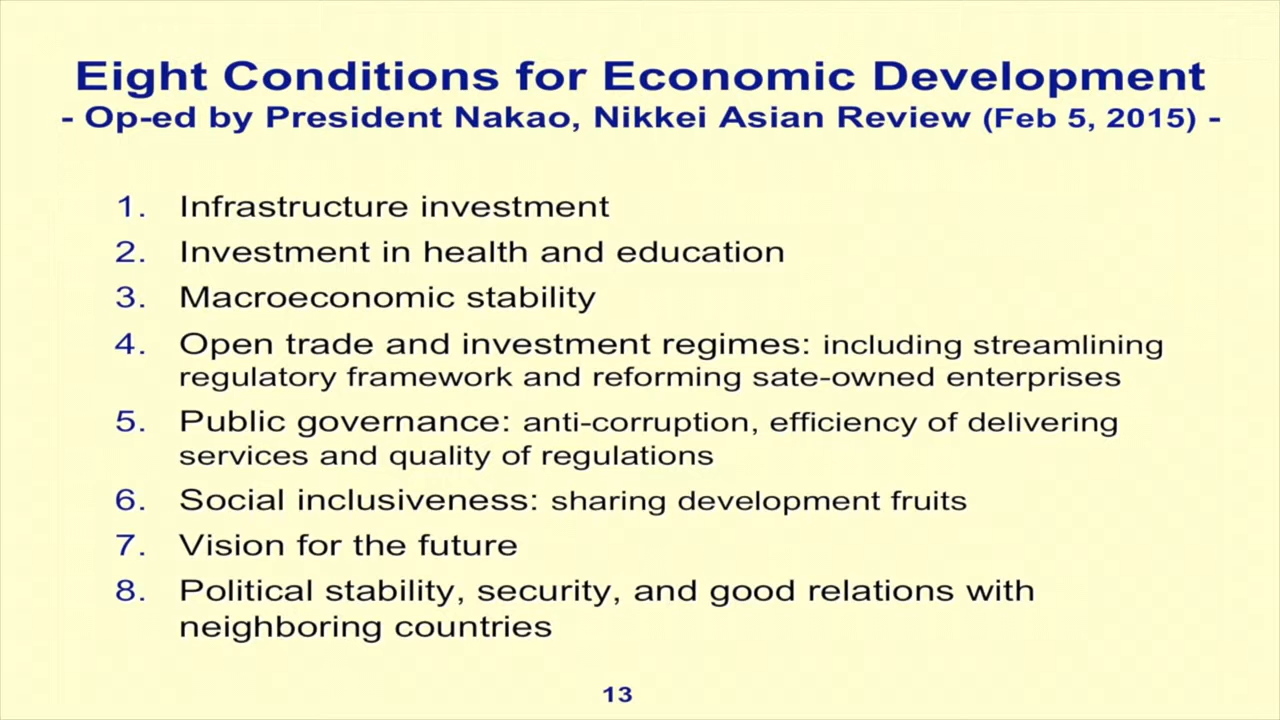 Eight Conditions for Economic Development
- Op-ed by President Nakao, Nikkei Asian Review (Feb 5, 2015) -
1. Infrastructure investment
2. Investment in health and education
3. Macroeconomic stability
4. Open trade and investment regimes: including streamlining
regulatory framework and reforming sate-owned enterprises
5. Public governance: anti-corruption, efficiency of delivering
services and quality of regulations
6. Social inclusiveness: sharing development fruits
7. Vision for the future
8. Political stability, security, and good relations with
neighboring countries
13